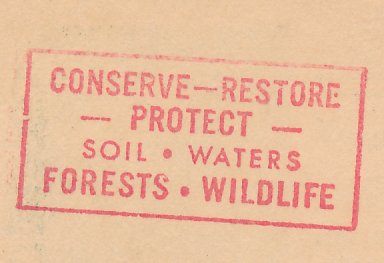 CONSERVE—RESTORE
— PROTECT —
SOIL • WATERS
FORESTS • WILDLIFE